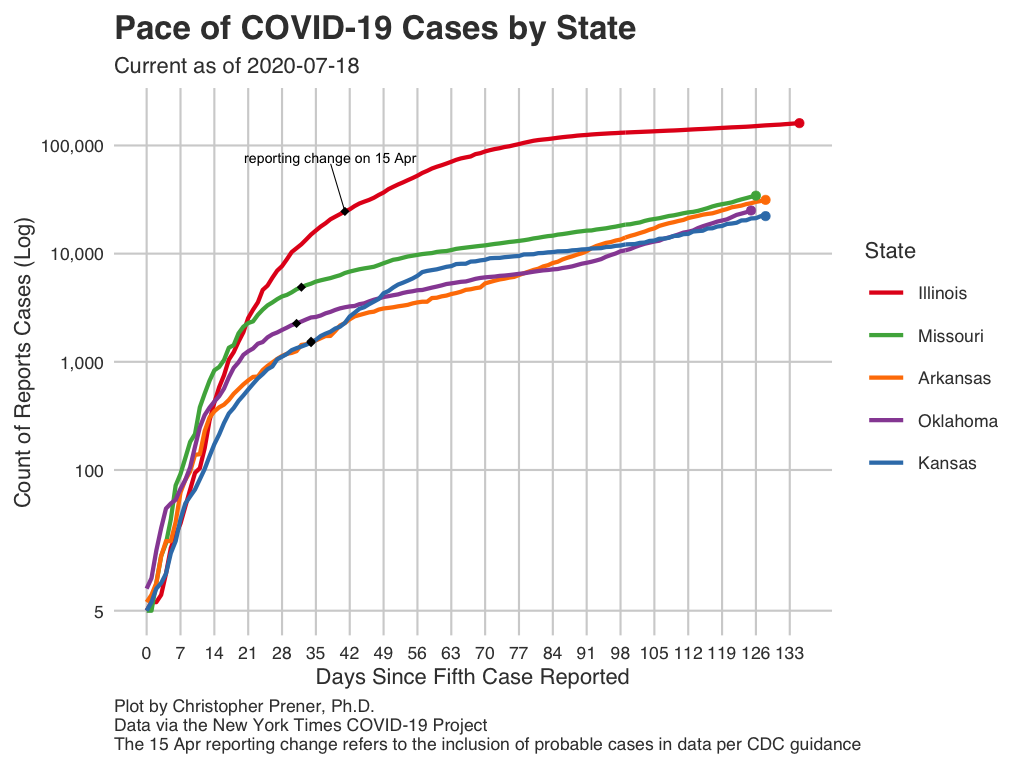 Pace of COVID-19 Cases by State
Current as of 2020-07-18
Count of Reports Cases (Log)
100,000
10,000
1,000
100
5
reporting change on 15 Apr
0 7 14 21 28 35 42 49 56 63 70 77 84 91 98 105 112 119 126 133
Days Since Fifth Case Reported
State
Illinois
Missouri
Arkansas
Oklahoma
Kansas
Plot by Christopher Prener, Ph.D.
Data via the New York Times COVID-19 Project
The 15 Apr reporting change refers to the inclusion of probable cases in data per CDC guidance